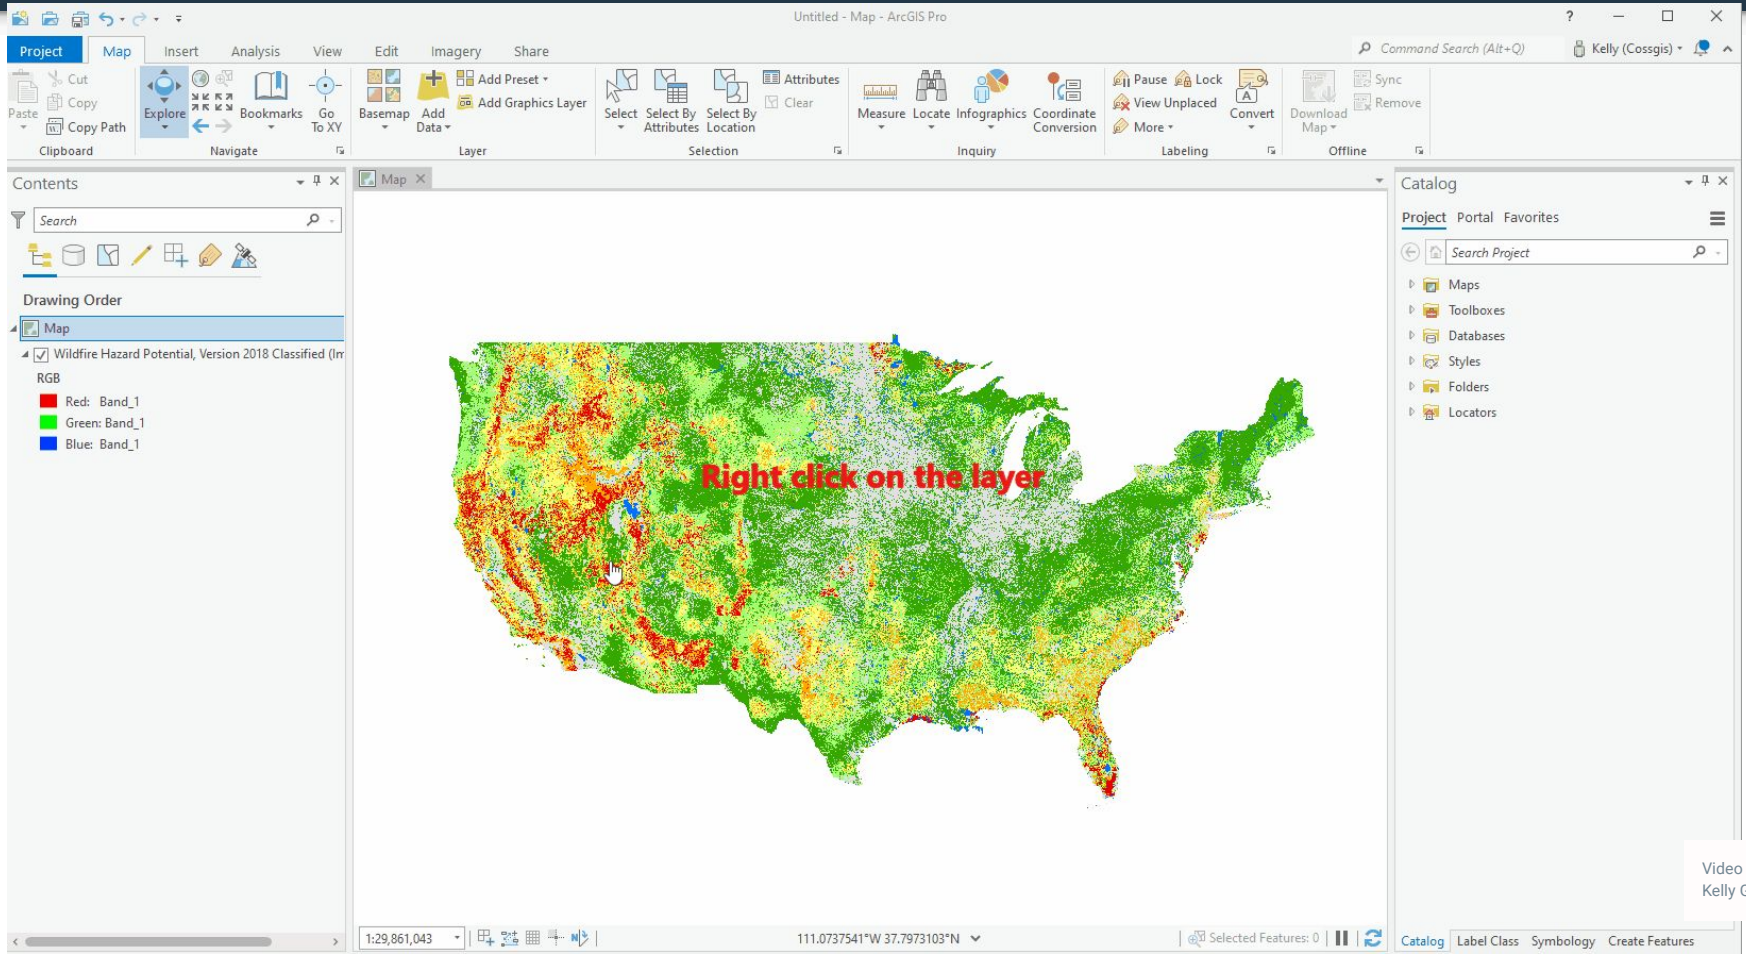 Untitled - Map - ArcGIS Pro
Project Map Insert Analysis View Edit Imagery Share
Command Search (Alt+Q)
Kelly (Cossgis)
Paste
Cut
Copy
Copy Path
Clipboard
Explore
Bookmarks
Go To XY
Navigate
Basemap
Add Data
Add Preset
Add Graphics Layer
Layer
Select
Select By Attributes
Select By Location
Attributes
Clear
Selection
Measure
Locate
Infographics
Coordinate Conversion
Inquiry
Pause
Lock
View Unplaced
More
Convert
Labeling
Download Map
Sync
Remove
Offline
Contents
Search
Drawing Order
Map
Wildfire Hazard Potential, Version 2018 Classified (Im
RGB
Red: Band_1
Green: Band_1
Blue: Band_1
Map
Right click on the layer
1:29,861,043
111.0737541°W 37.7973103°N
Selected Features: 0
Catalog
Project Portal Favorites
Search Project
Maps
Toolboxes
Databases
Styles
Folders
Locators
Video
Kelly G
Catalog Label Class Symbology Create Features